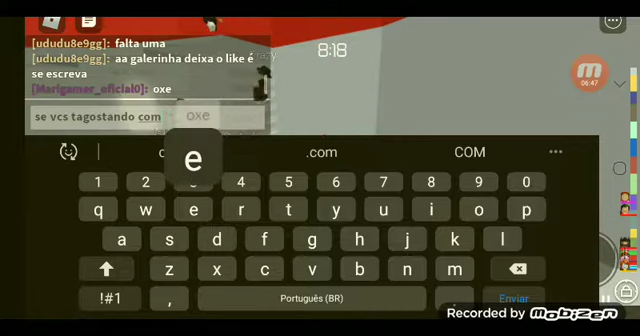 8:18
[ududu8e9gg]: falta uma
[ududu8e9gg]: aa galerinha deixa o like é
se escreva
[Marigamer_oficial0]: oxe
se vcs tagostando com oxe
06:47
e
.com COM •••
1 2 4 5 6 7 8 9 0
q w e r t y u i o p
a s d f g h j k l
z x c v b n m
!#1 , Português (BR) . Enviar
Recorded by MOBIZEN